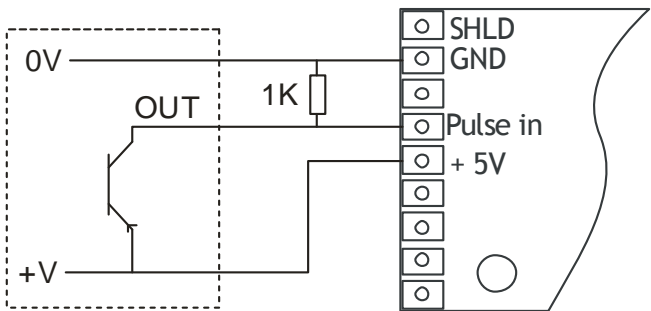 SHLD
0V
GND
1K
OUT
Pulse in
+ 5V
+V